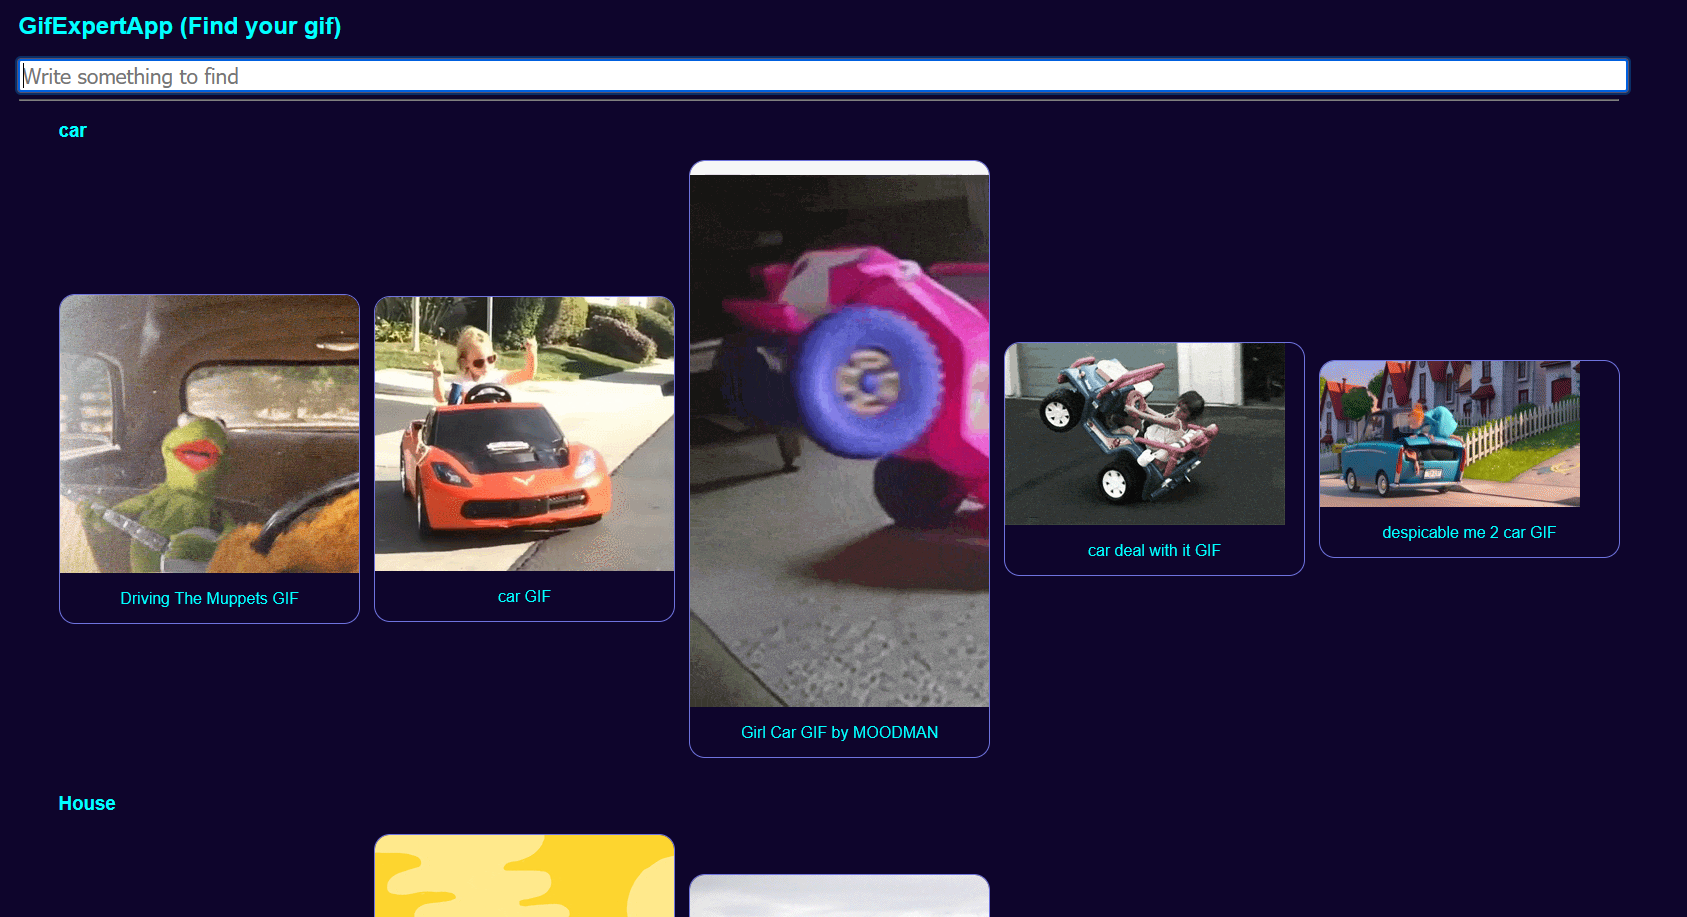 GifExpertApp (Find your gif)
Write something to find
car
Driving The Muppets GIF
car GIF
Girl Car GIF by MOODMAN
car deal with it GIF
despicable me 2 car GIF
House